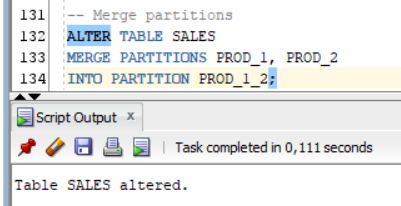 131 -- Merge partitions
132 ALTER TABLE SALES
133 MERGE PARTITIONS PROD_1, PROD_2
134 INTO PARTITION PROD_1_2;
Script Output x
Task completed in 0,111 seconds
Table SALES altered.